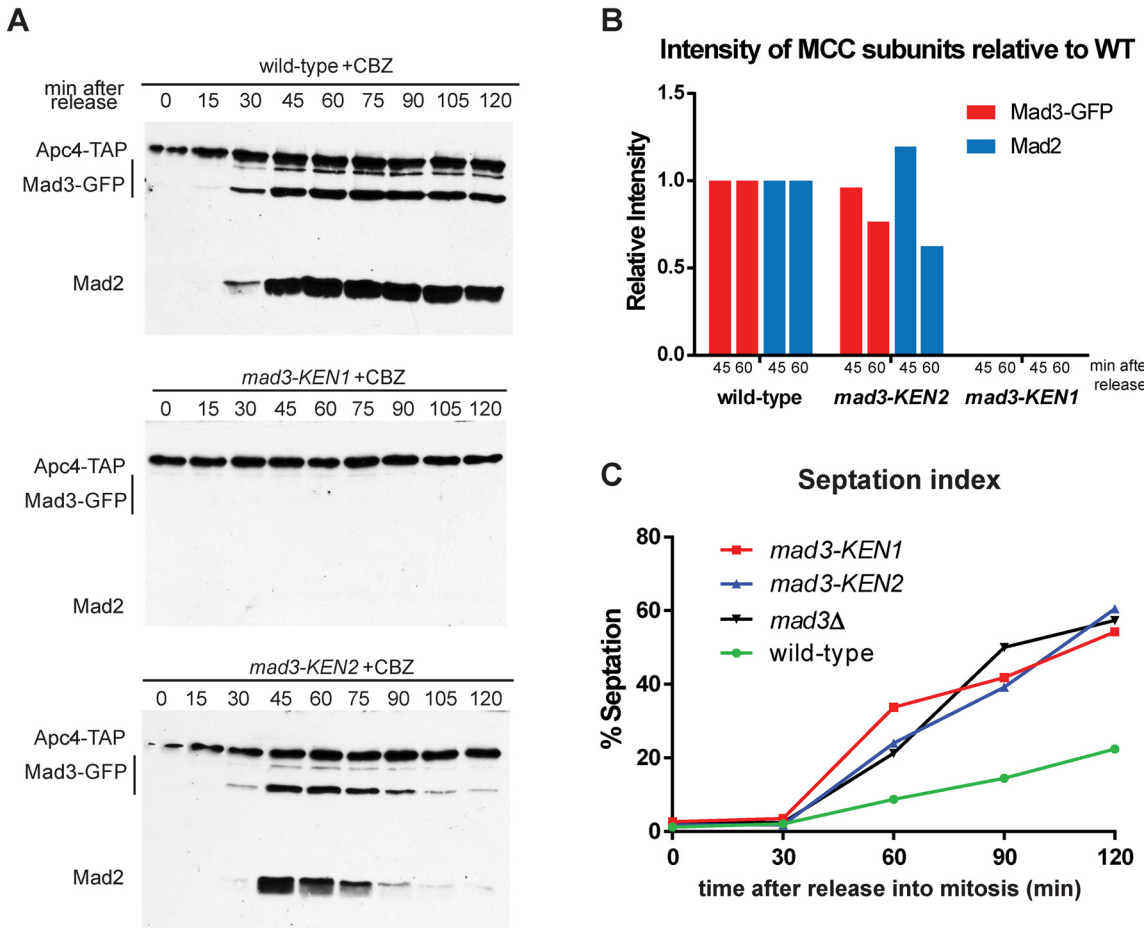 A
wild-type +CBZ
min after
release
0 15 30 45 60 75 90 105 120
Apc4-TAP
Mad3-GFP
Mad2
mad3-KEN1 +CBZ
0 15 30 45 60 75 90 105 120
Apc4-TAP
Mad3-GFP
Mad2
mad3-KEN2 +CBZ
0 15 30 45 60 75 90 105 120
Apc4-TAP
Mad3-GFP
Mad2
B
Intensity of MCC subunits relative to WT
Relative Intensity
1.5
1.0
0.5
0.0
Mad3-GFP
Mad2
45 60 45 60 45 60 45 60 45 60 45 60 min after
release
wild-type mad3-KEN2 mad3-KEN1
C
Septation index
% Septation
80
60
40
20
0
mad3-KEN1
mad3-KEN2
mad3Δ
wild-type
0 30 60 90 120
time after release into mitosis (min)